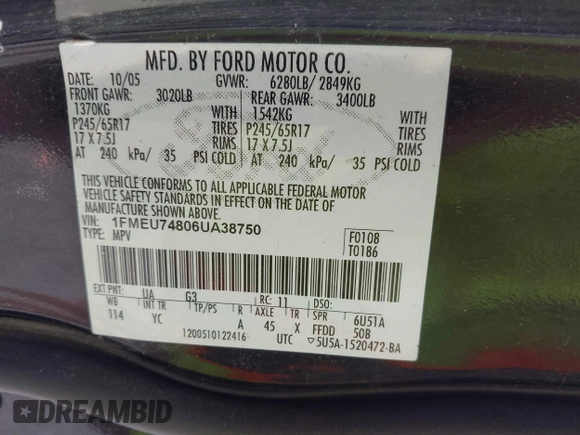 MFD. BY FORD MOTOR CO.
DATE: 10/05 GVWR: 6280LB/ 2849KG
FRONT GAWR: 3020LB REAR GAWR: 3400LB
1370KG WITH 1542KG WITH
P245/65R17 TIRES P245/65R17 TIRES
17 X 7.5J RIMS 17 X 7.5J RIMS
AT 240 kPa/ 35 PSI COLD AT 240 kPa/ 35 PSI COLD
THIS VEHICLE CONFORMS TO ALL APPLICABLE FEDERAL MOTOR
VEHICLE SAFETY STANDARDS IN EFFECT ON THE DATE OF
MANUFACTURE SHOWN ABOVE.
VIN: 1FMEU74806UA38750
TYPE: MPV
F0108
T0186
EXT PNT: UA G3 RC: 11 DSO:
WB INT TR TP/PS R AXLE TR SPR 6U51A
114 YC A 45 X FFDD 50B
1200510122416 UTC ▽5U5A-1520472-BA
Ford
DREAMBID